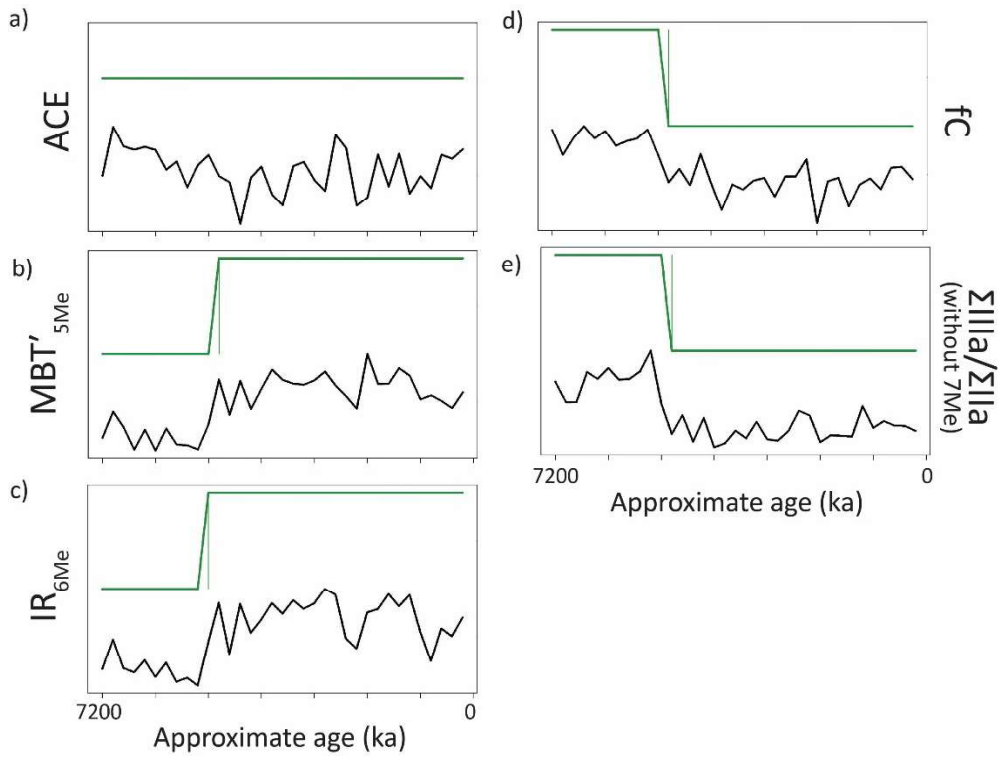 a)
ACE
b)
MBT’5Me
c)
IR6Me
7200
0
Approximate age (ka)
d)
fC
e)
ΣIIIa/ΣIIa
(without 7Me)
7200
0
Approximate age (ka)